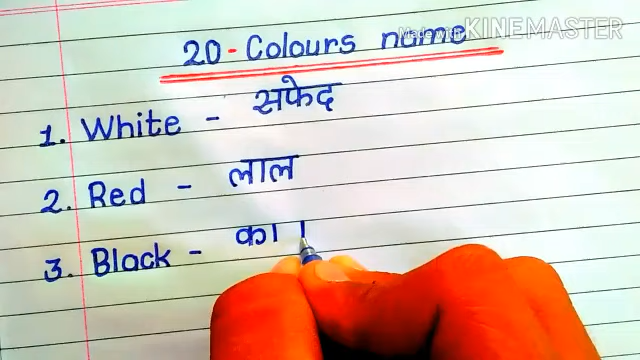 Made with KINEMASTER
20 - Colours name
1. White - सफेद
2. Red - लाल
3. Black - का